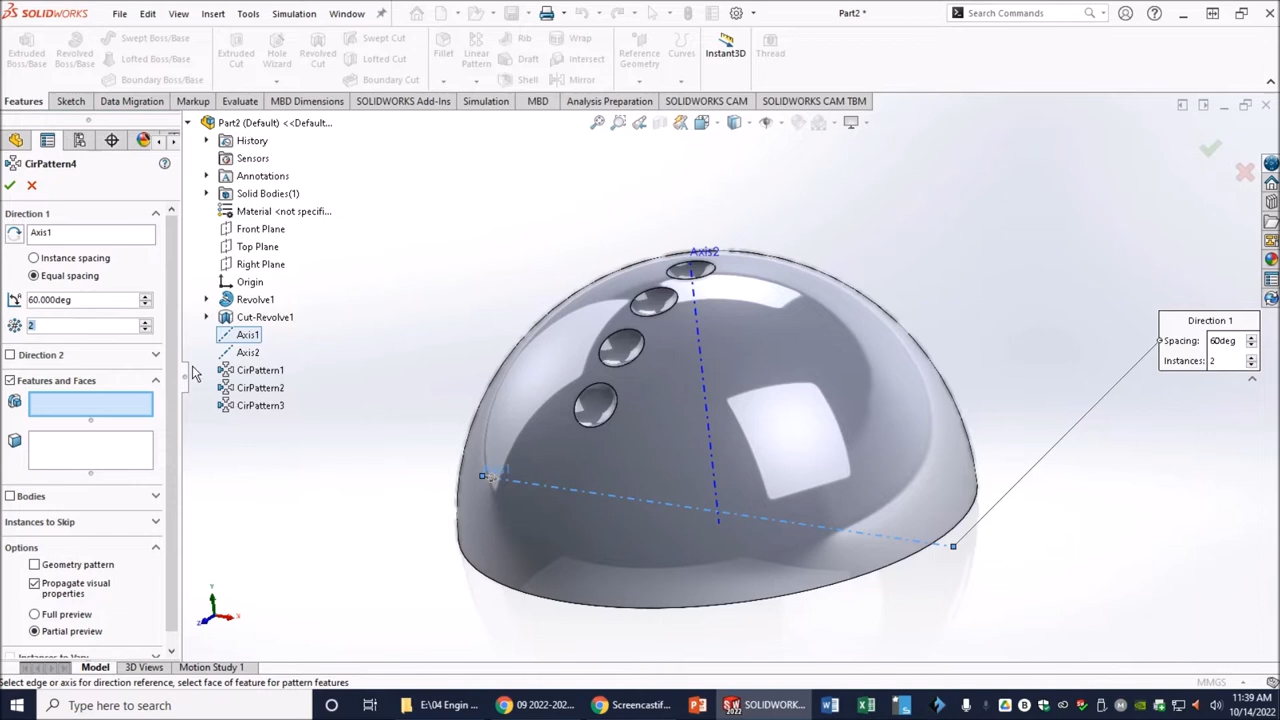 SOLIDWORKS File Edit View Insert Tools Simulation Window Part2 * Search Commands
Extruded Boss/Base Revolved Boss/Base Swept Boss/Base Lofted Boss/Base Boundary Boss/Base Extruded Cut Hole Wizard Revolved Cut Swept Cut Lofted Cut Boundary Cut Fillet Linear Pattern Rib Draft Shell Wrap Intersect Mirror Reference Geometry Curves Instant3D Thread
Features Sketch Data Migration Markup Evaluate MBD Dimensions SOLIDWORKS Add-Ins Simulation MBD Analysis Preparation SOLIDWORKS CAM SOLIDWORKS CAM TBM
CirPattern4
Direction 1
Axis1
Instance spacing
Equal spacing
60.000deg
2
Direction 2
Features and Faces
Bodies
Instances to Skip
Options
Geometry pattern
Propagate visual
properties
Full preview
Partial preview
Part2 (Default) <<Default...
History
Sensors
Annotations
Solid Bodies(1)
Material <not specifi...
Front Plane
Top Plane
Right Plane
Origin
Revolve1
Cut-Revolve1
Axis1
Axis2
CirPattern1
CirPattern2
CirPattern3
Axis2
Direction 1
Spacing: 60deg
Instances: 2
Model 3D Views Motion Study 1
Select edge or axis for direction reference, select face of feature for pattern features MMGS
Type here to search E:\04 Engin ... 09 2022-202... Screencastif... SOLIDWORK... 11:39 AM
10/14/2022